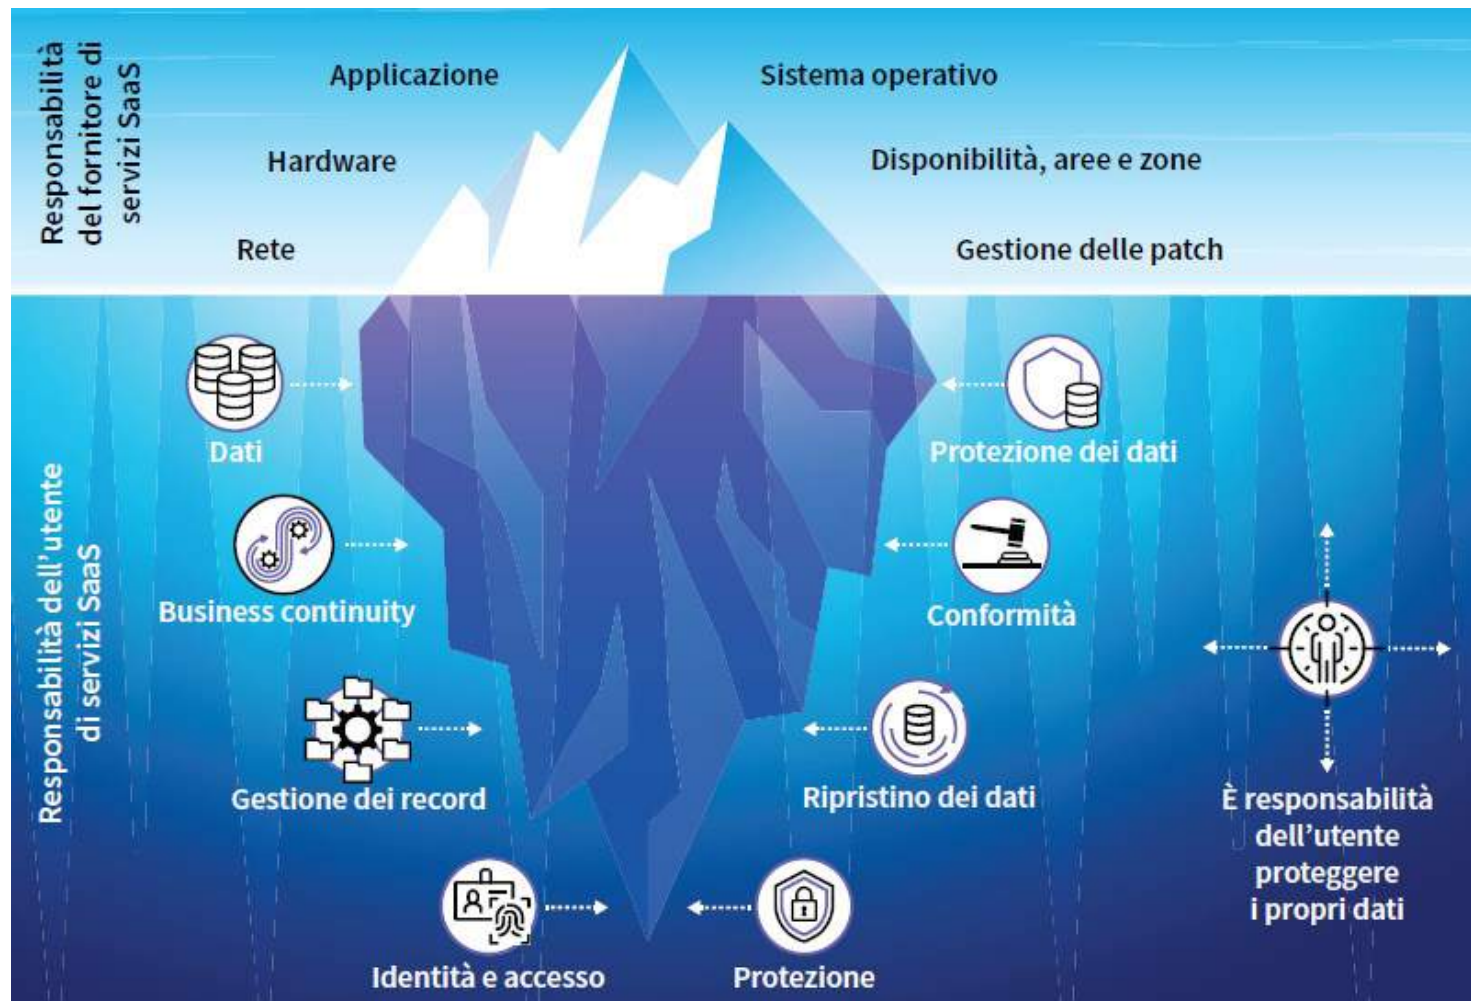 Responsabilità
del fornitore di
servizi SaaS
Applicazione
Sistema operativo
Hardware
Disponibilità, aree e zone
Rete
Gestione delle patch
Responsabilità dell'utente
di servizi SaaS
Dati
Protezione dei dati
Business continuity
Conformità
Gestione dei record
Ripristino dei dati
Identità e accesso
Protezione
È responsabilità
dell'utente
proteggere
i propri dati